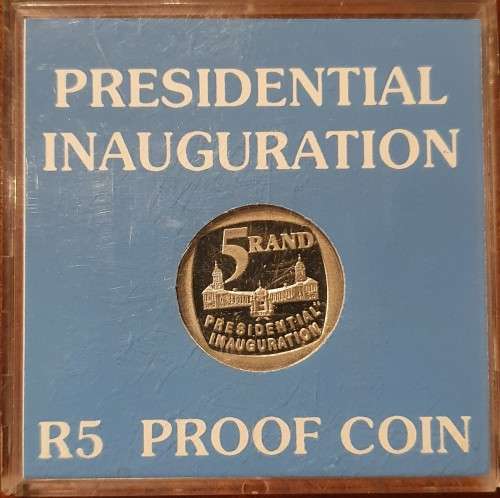 PRESIDENTIAL
INAUGURATION
5 RAND
PRESIDENTIAL
INAUGURATION
R5 PROOF COIN